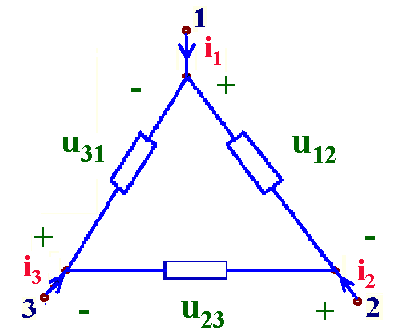 1
i1
- +
u31 u12
+ -
i3 i2
3 - u23 + 2